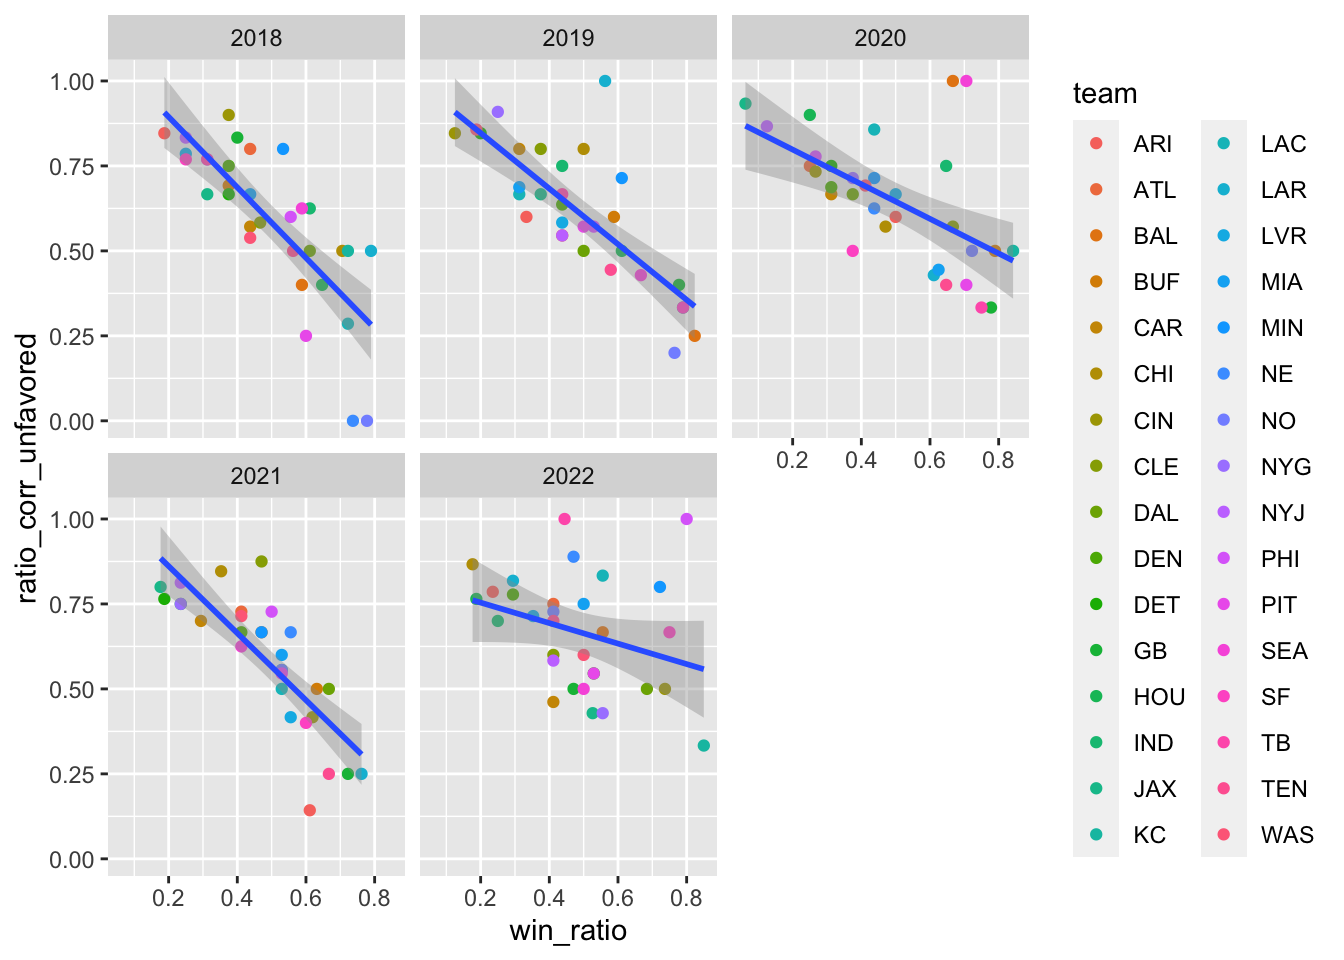 2018
2019
2020
1.00
0.75
0.50
0.25
0.00
0.2 0.4 0.6 0.8
2021
2022
1.00
0.75
0.50
0.25
0.00
0.2 0.4 0.6 0.8
0.2 0.4 0.6 0.8
win_ratio
ratio_corr_unfavored
team
ARI
ATL
BAL
BUF
CAR
CHI
CIN
CLE
DAL
DEN
DET
GB
HOU
IND
JAX
KC
LAC
LAR
LVR
MIA
MIN
NE
NO
NYG
NYJ
PHI
PIT
SEA
SF
TB
TEN
WAS